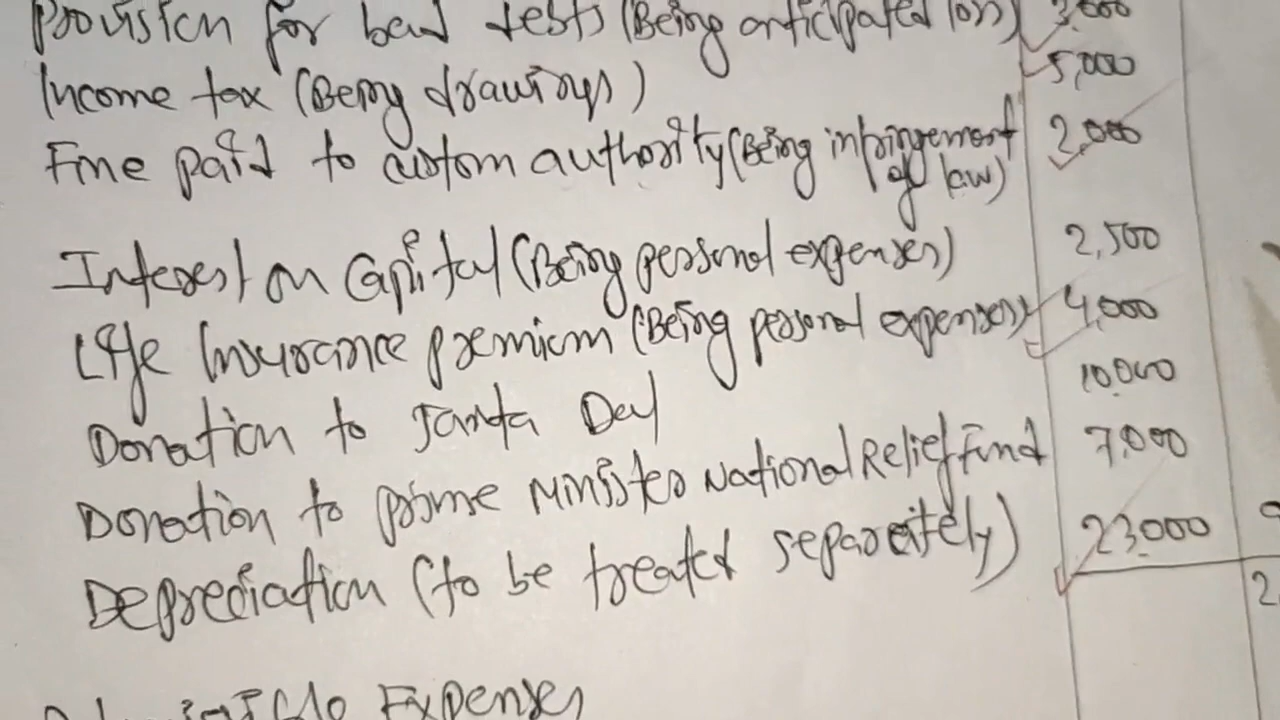 Provision for bad debts (Being anticipated loss) 3,000
Income tax (Being drawings) 5,000
Fine paid to custom authority (Being infringement of law) 2,000
Interest on Capital (Being personal expenses) 2,500
Life Insurance premium (Being personal expenses) 4,000
Donation to Janta Dal 10,000
Donation to prime Minister National Relief Fund 7,000
Depreciation (to be treated separately) 23,000
Expenses